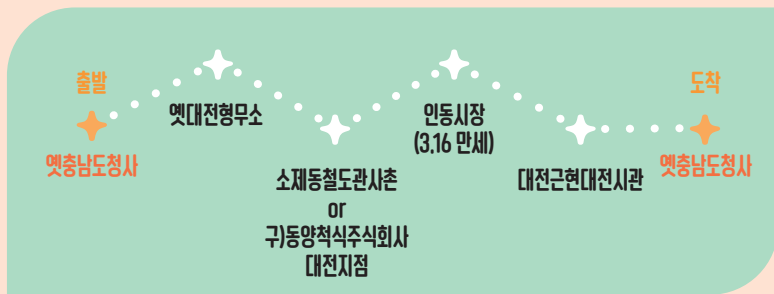 출발
옛충남도청사
옛대전형무소
소제동철도관사촌
or
구)동양척식주식회사
대전지점
인동시장
(3.16 만세)
대전근현대전시관
도착
옛충남도청사